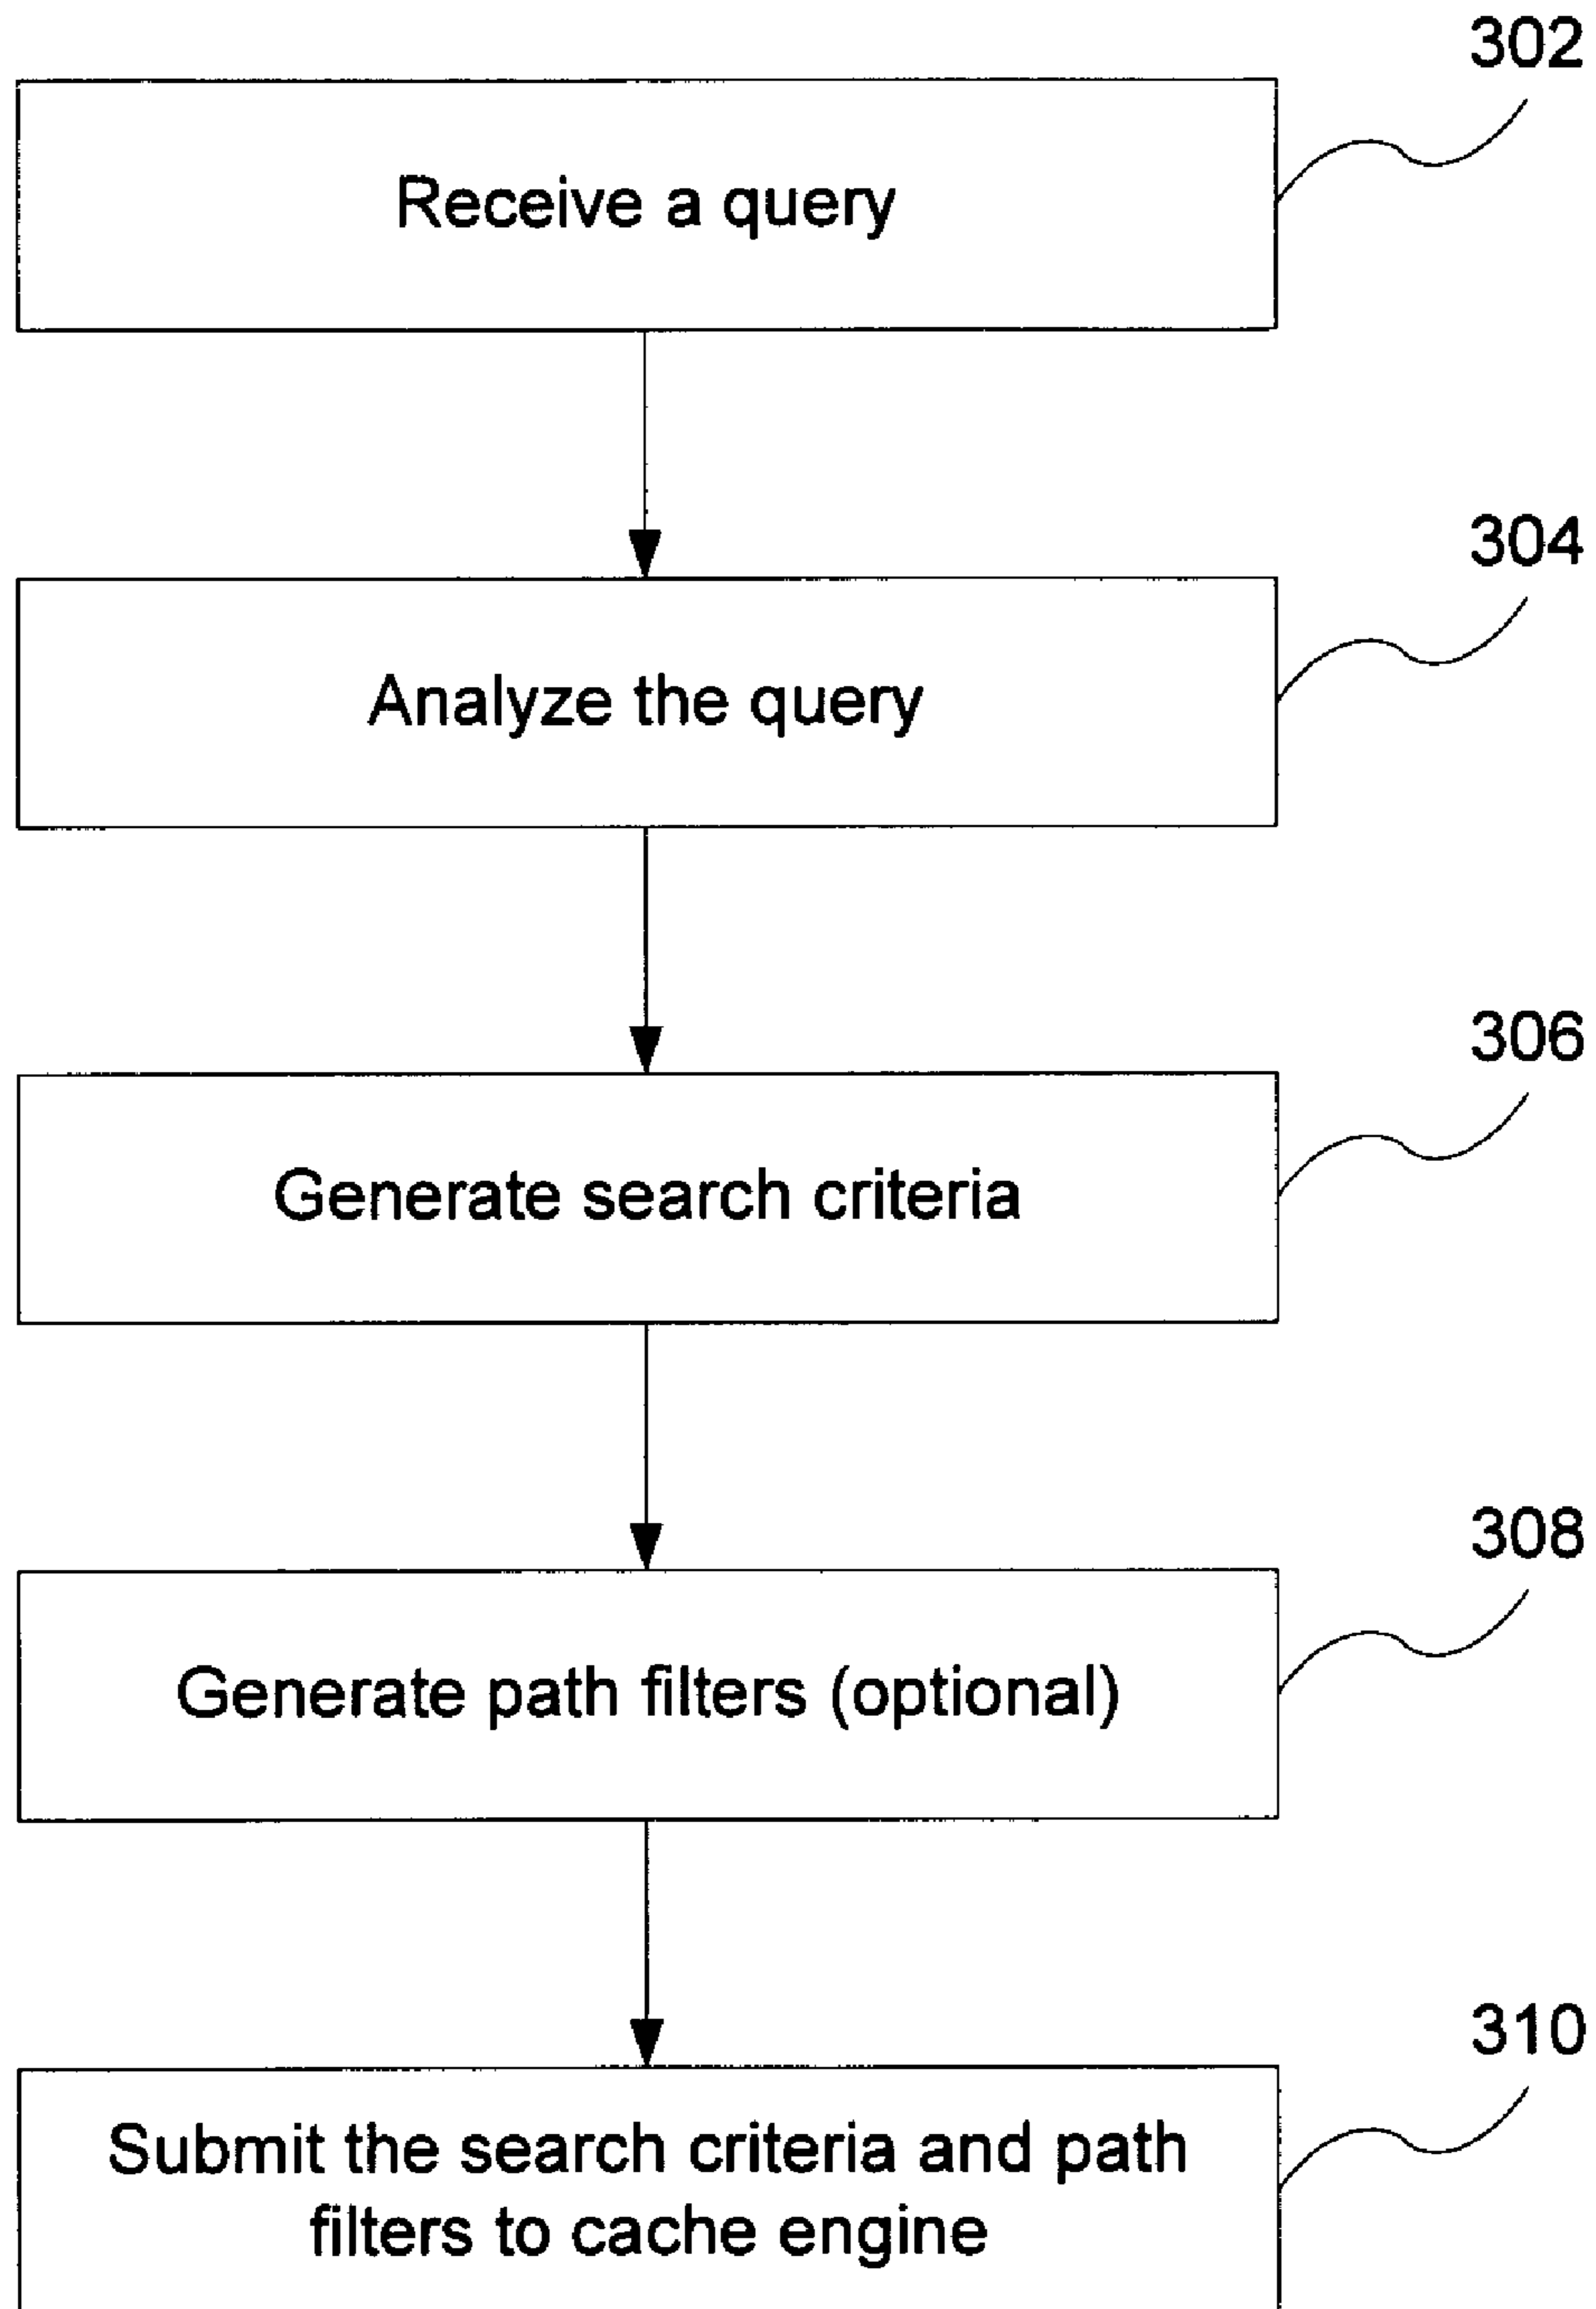 302
Receive a query
304
Analyze the query
306
Generate search criteria
308
Generate path filters (optional)
310
Submit the search criteria and path
filters to cache engine